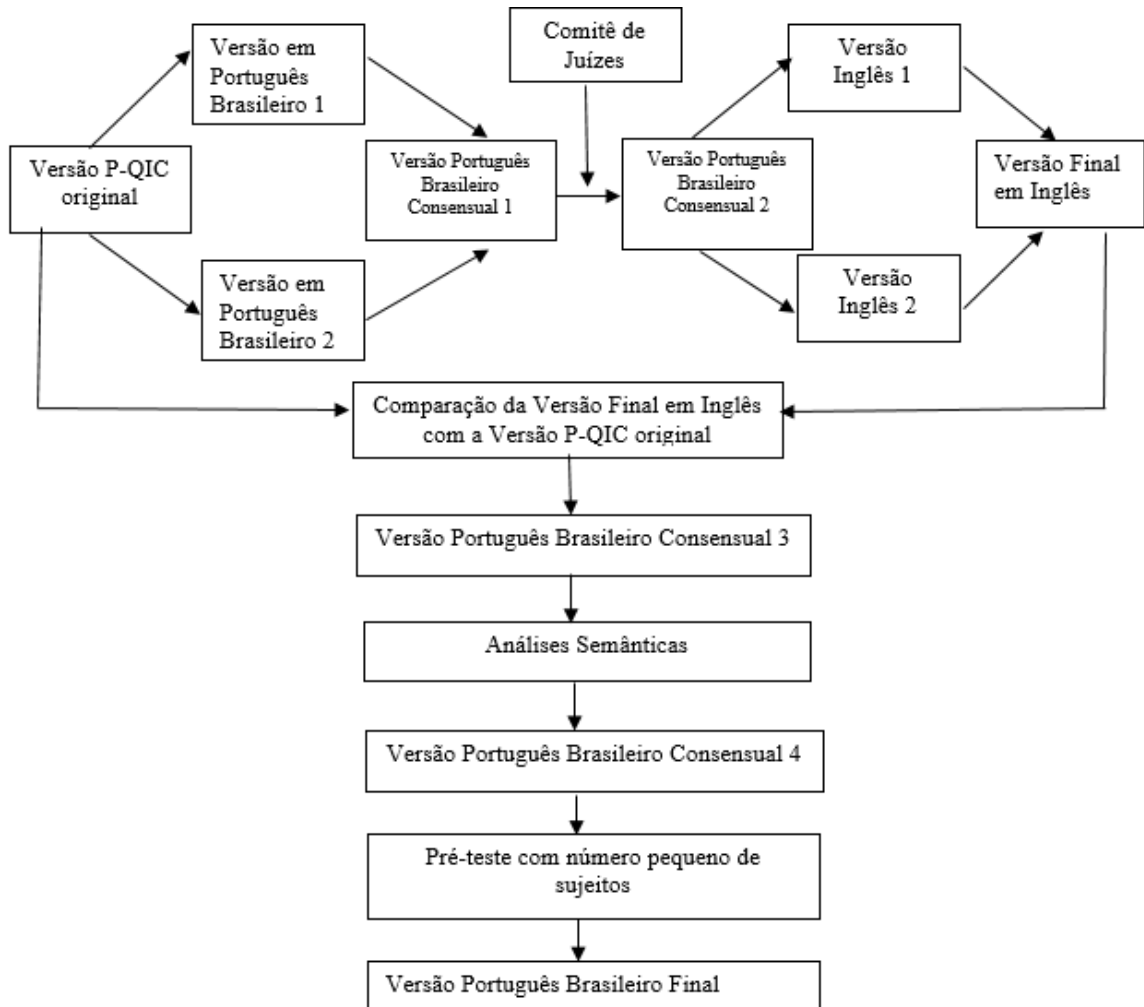 Versão em
Português
Brasileiro 1
Comitê de
Juízes
Versão
Inglês 1
Versão P-QIC
original
Versão Português
Brasileiro
Consensual 1
Versão Português
Brasileiro
Consensual 2
Versão Final
em Inglês
Versão em
Português
Brasileiro 2
Versão
Inglês 2
Comparação da Versão Final em Inglês
com a Versão P-QIC original
Versão Português Brasileiro Consensual 3
Análises Semânticas
Versão Português Brasileiro Consensual 4
Pré-teste com número pequeno de
sujeitos
Versão Português Brasileiro Final